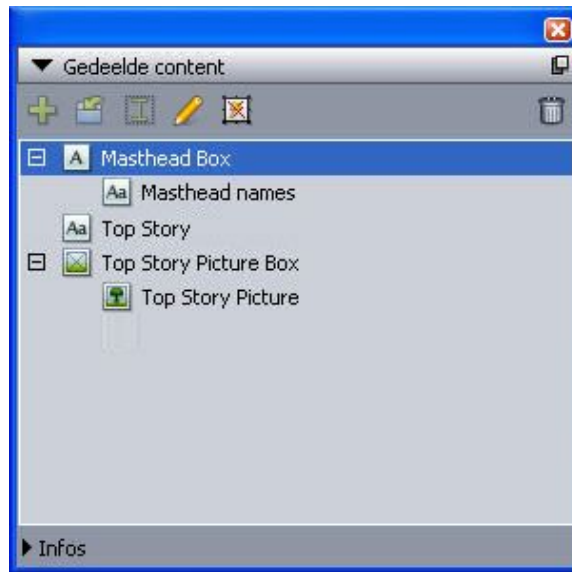 Gedeelde content
Masthead Box
Masthead names
Top Story
Top Story Picture Box
Top Story Picture
Infos